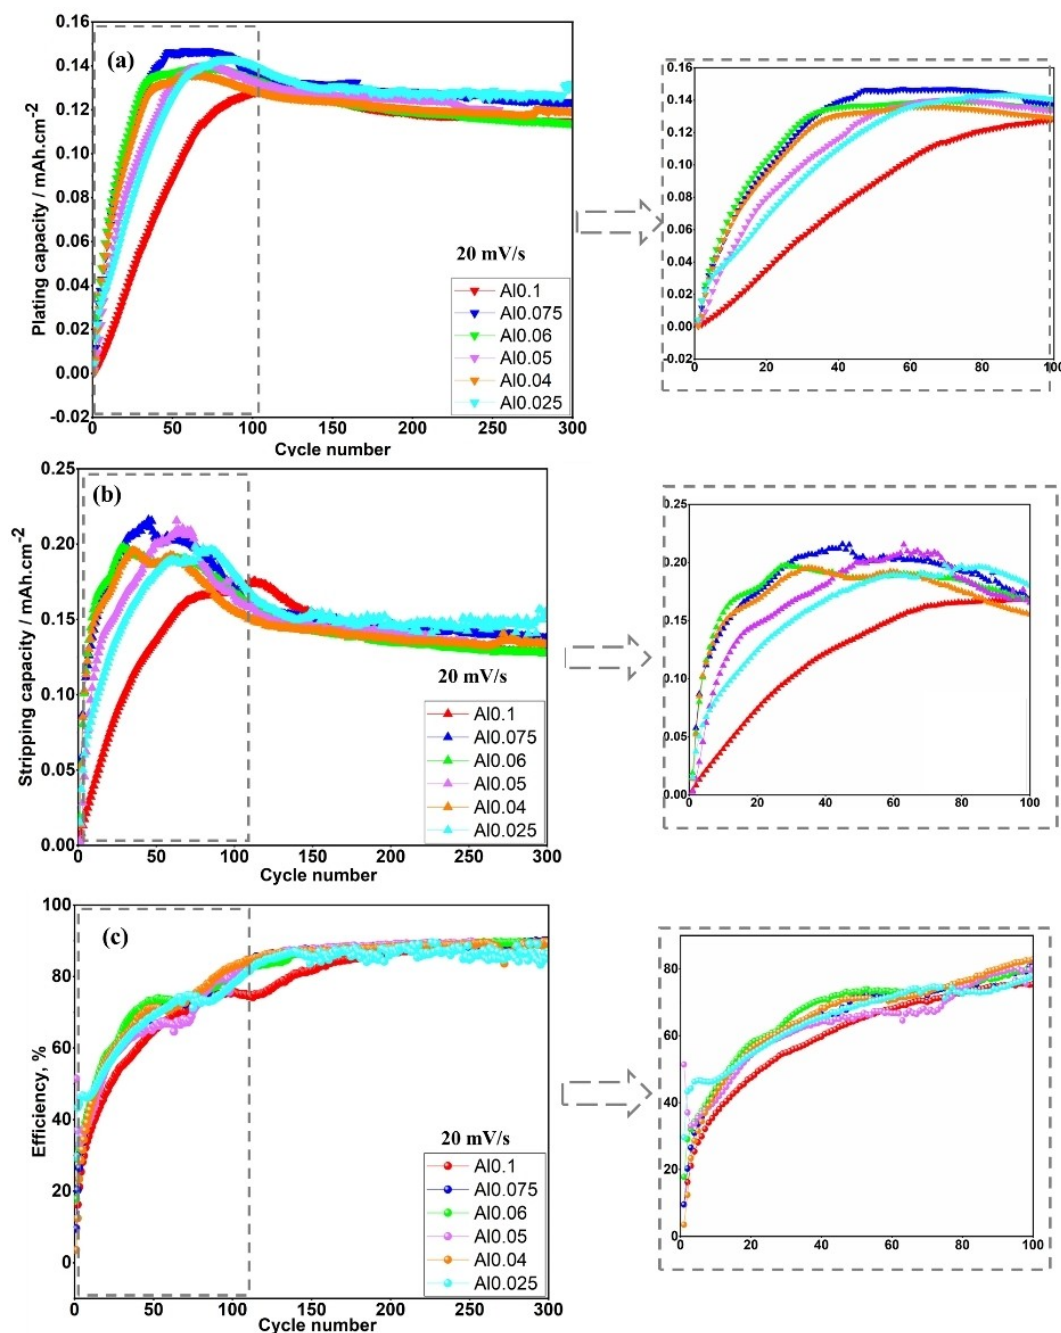 0.16
0.14
0.12
0.10
0.08
0.06
0.04
0.02
0.00
-0.02
Plating capacity / mAh.cm-2
(a)
20 mV/s
Al0.1
Al0.075
Al0.06
Al0.05
Al0.04
Al0.025
0 50 100 150 200 250 300
Cycle number
0.16
0.14
0.12
0.10
0.08
0.06
0.04
0.02
0.00
-0.02
0 20 40 60 80 100
0.25
0.20
0.15
0.10
0.05
0.00
Stripping capacity / mAh.cm-2
(b)
20 mV/s
Al0.1
Al0.075
Al0.06
Al0.05
Al0.04
Al0.025
0 50 100 150 200 250 300
Cycle number
0.25
0.20
0.15
0.10
0.05
0.00
0 20 40 60 80 100
100
80
60
40
20
0
Efficiency, %
(c)
20 mV/s
Al0.1
Al0.075
Al0.06
Al0.05
Al0.04
Al0.025
0 50 100 150 200 250 300
Cycle number
80
60
40
20
0
0 20 40 60 80 100